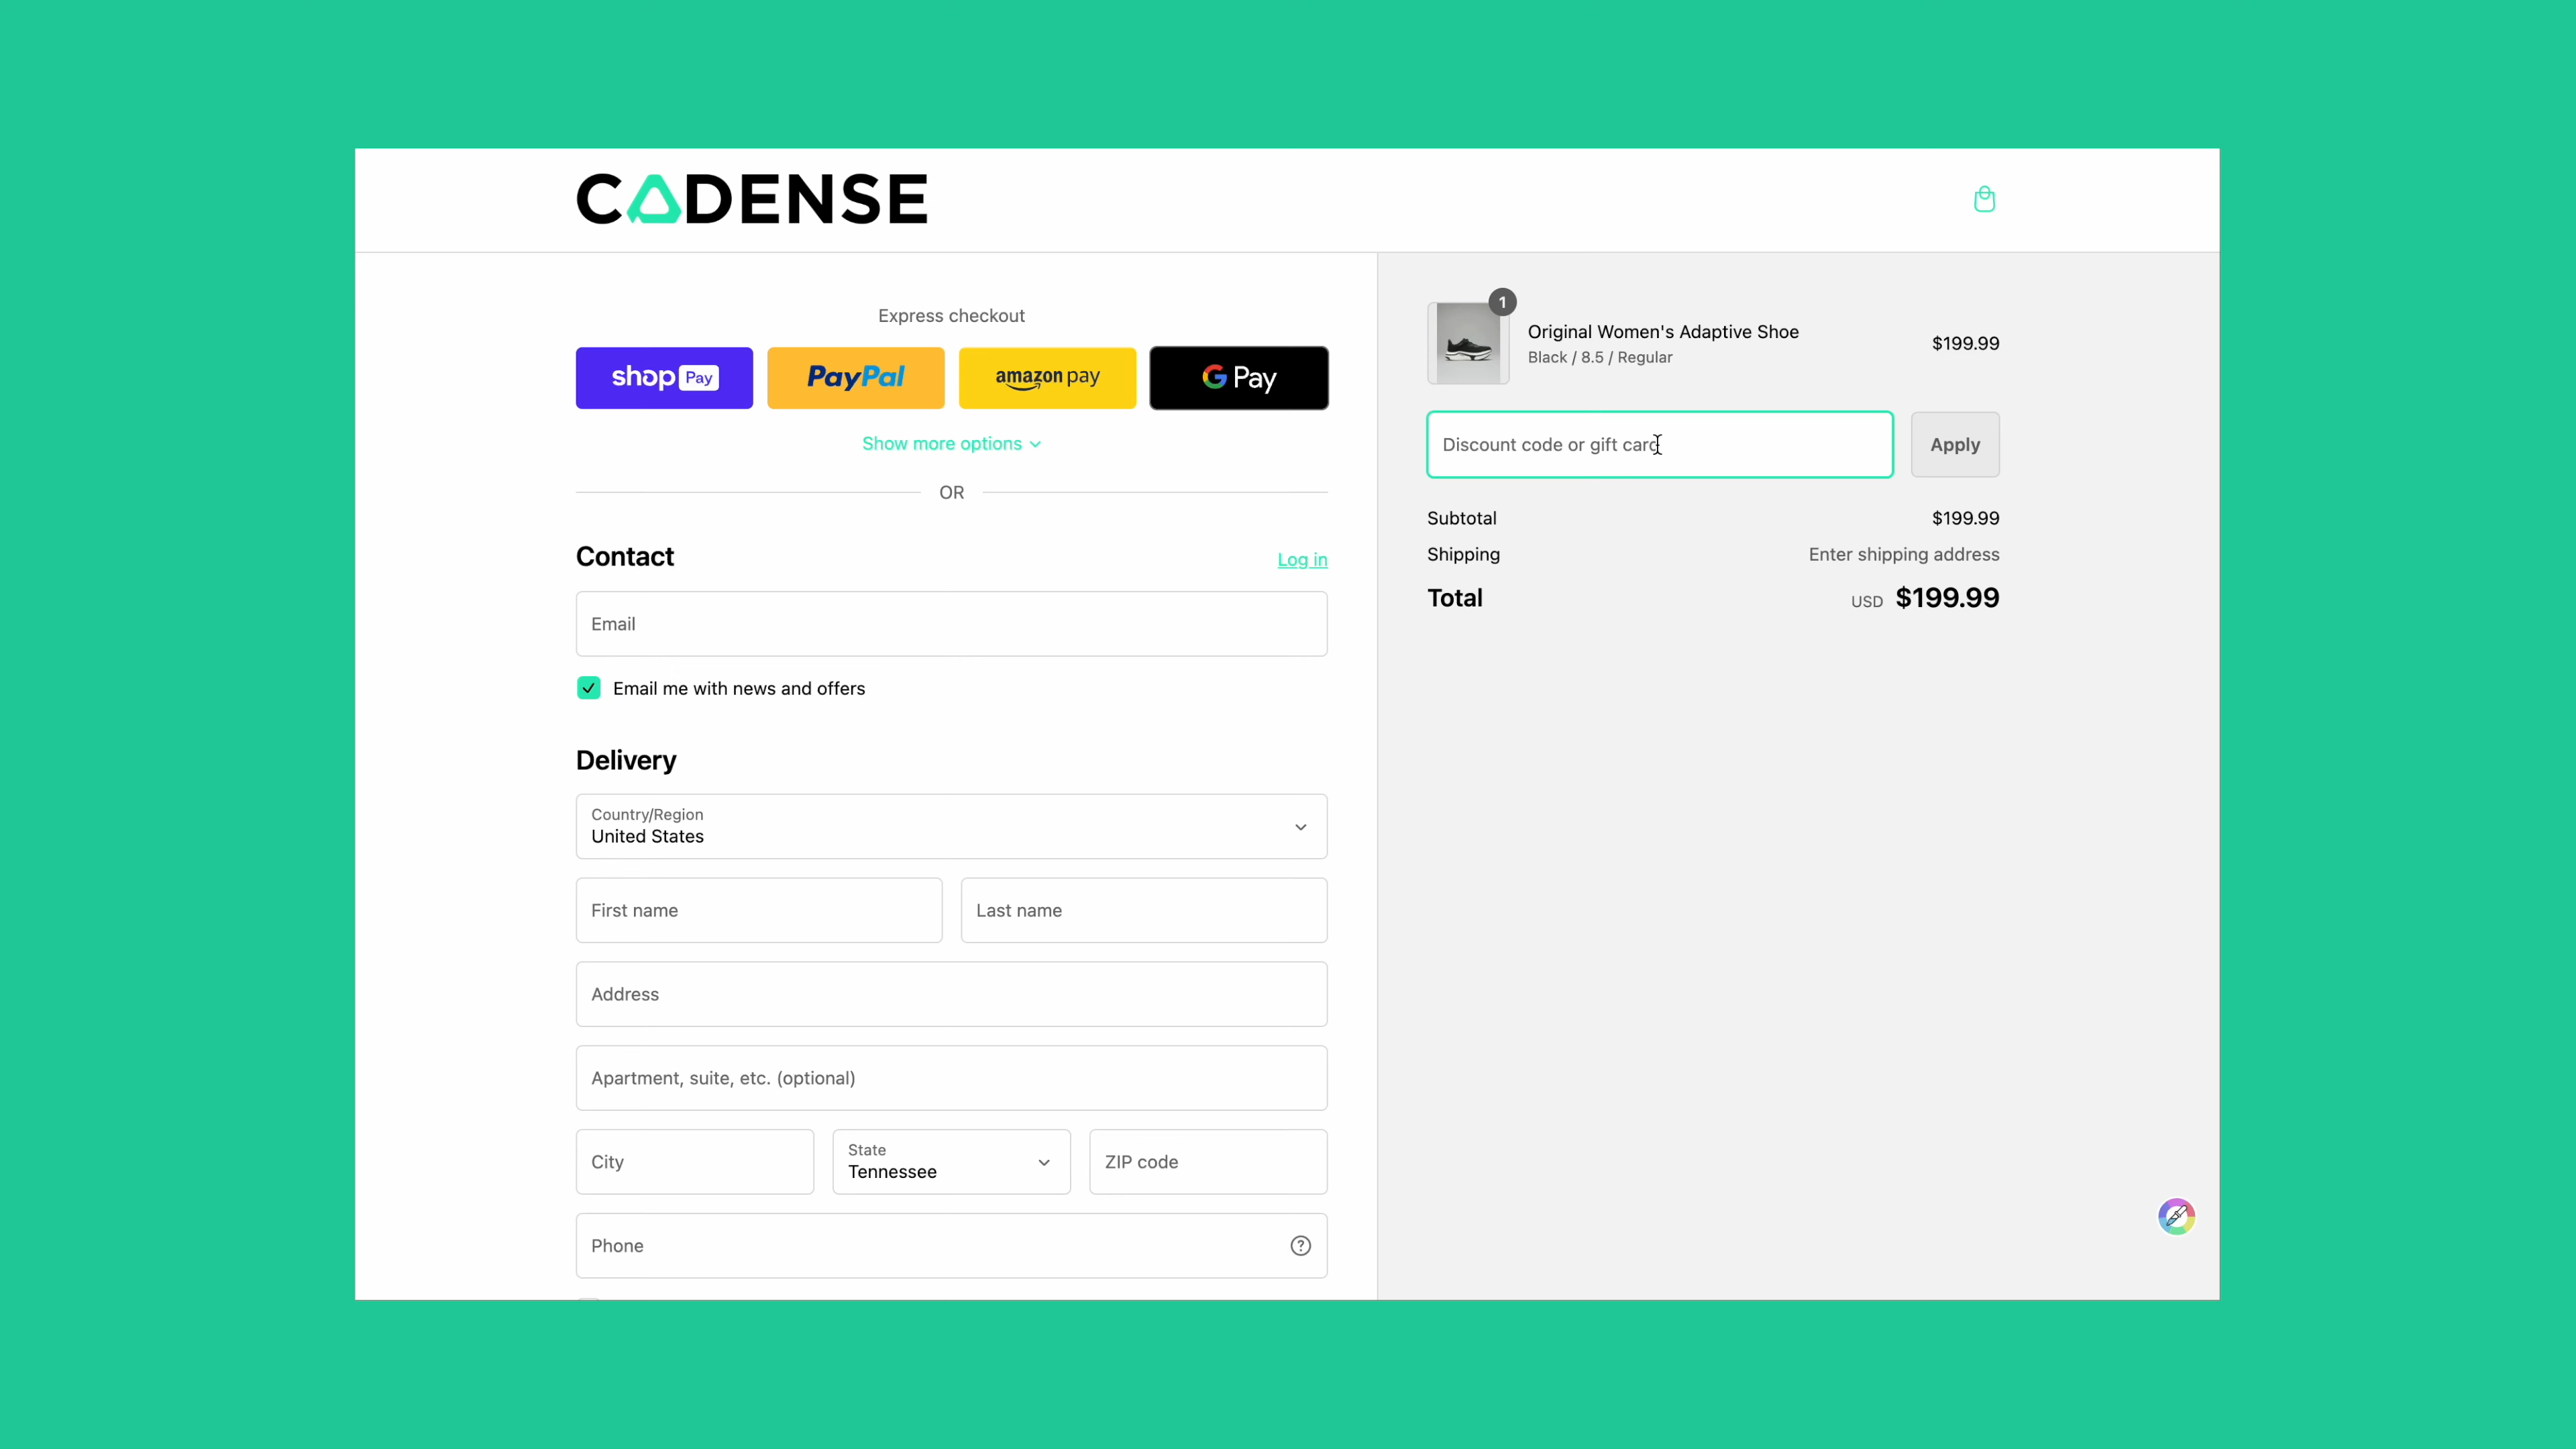 CADENSE
Express checkout
shop Pay
PayPal
amazon pay
G Pay
Show more options
OR
Contact
Log in
Email
Email me with news and offers
Delivery
Country/Region
United States
First name
Last name
Address
Apartment, suite, etc. (optional)
City
State
Tennessee
ZIP code
Phone
1
Original Women's Adaptive Shoe
Black / 8.5 / Regular
$199.99
Discount code or gift card
Apply
Subtotal
$199.99
Shipping
Enter shipping address
Total
USD $199.99